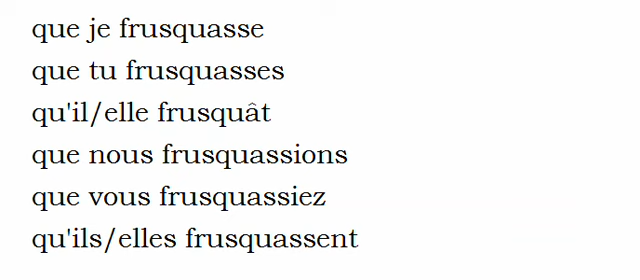 que je frusquasse
que tu frusquasses
qu'il/elle frusquât
que nous frusquassions
que vous frusquassiez
qu'ils/elles frusquassent